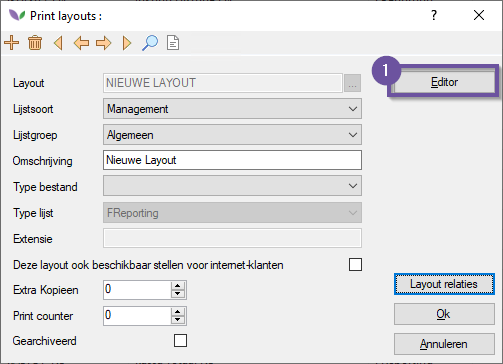 Print layouts :
?
1
Layout NIEUWE LAYOUT ... Editor
Lijstsoort Management
Lijstgroep Algemeen
Omschrijving Nieuwe Layout
Type bestand
Type lijst FReporting
Extensie
Deze layout ook beschikbaar stellen voor internet-klanten
Extra Kopieen 0 Layout relaties
Print counter 0 Ok
Gearchiveerd Annuleren